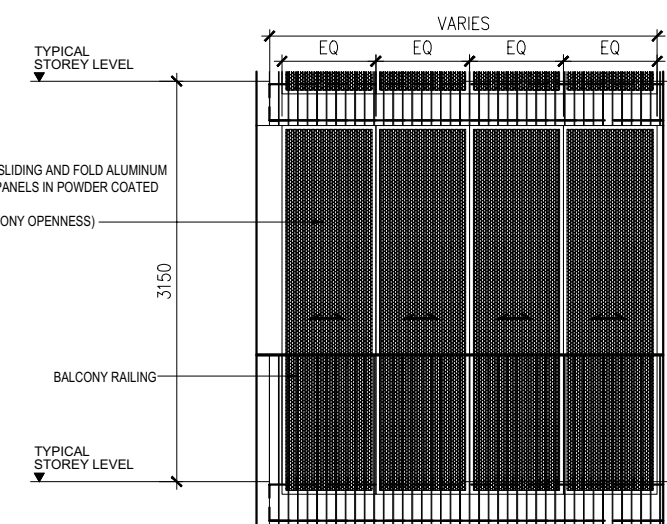 VARIES
EQ EQ EQ EQ
TYPICAL
STOREY LEVEL
SLIDING AND FOLD ALUMINUM
PANELS IN POWDER COATED
ONY OPENNESS)
3150
BALCONY RAILING
TYPICAL
STOREY LEVEL